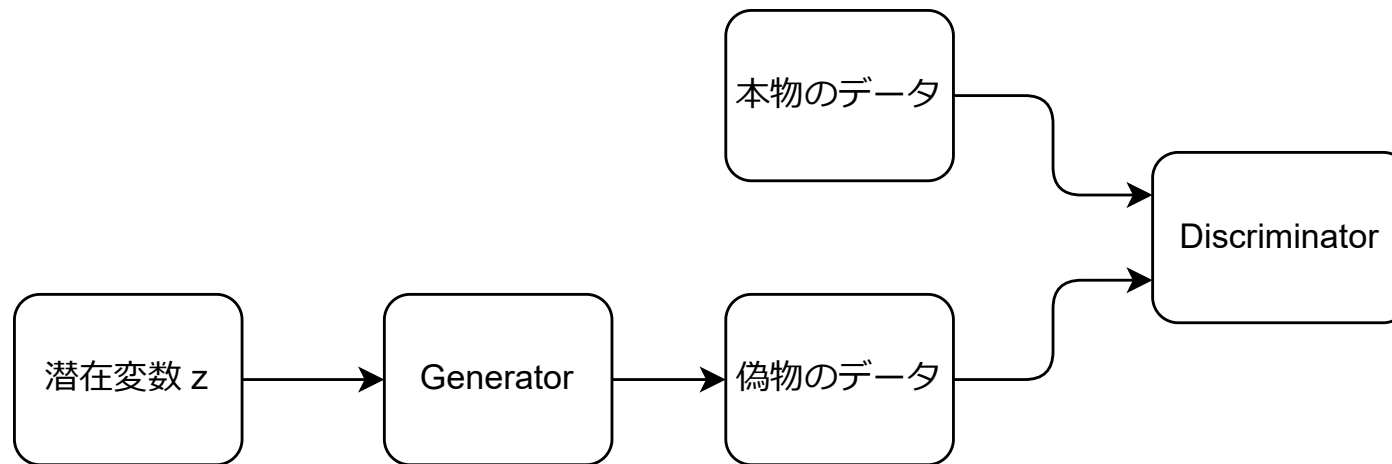 本物のデータ
Discriminator
潜在変数 z
Generator
偽物のデータ